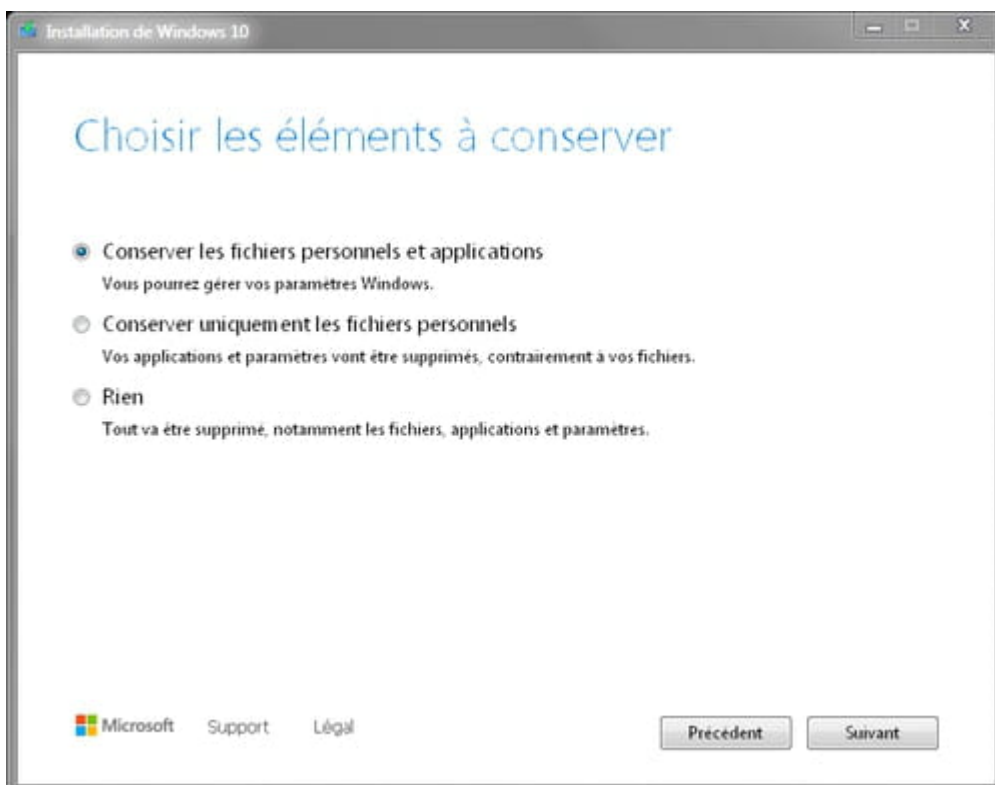 Installation de Windows 10
Choisir les éléments à conserver
Conserver les fichiers personnels et applications
Vous pourrez gérer vos paramètres Windows.
Conserver uniquement les fichiers personnels
Vos applications et paramètres vont être supprimés, contrairement à vos fichiers.
Rien
Tout va être supprimé, notamment les fichiers, applications et paramètres.
Microsoft Support Légal Précédent Suivant